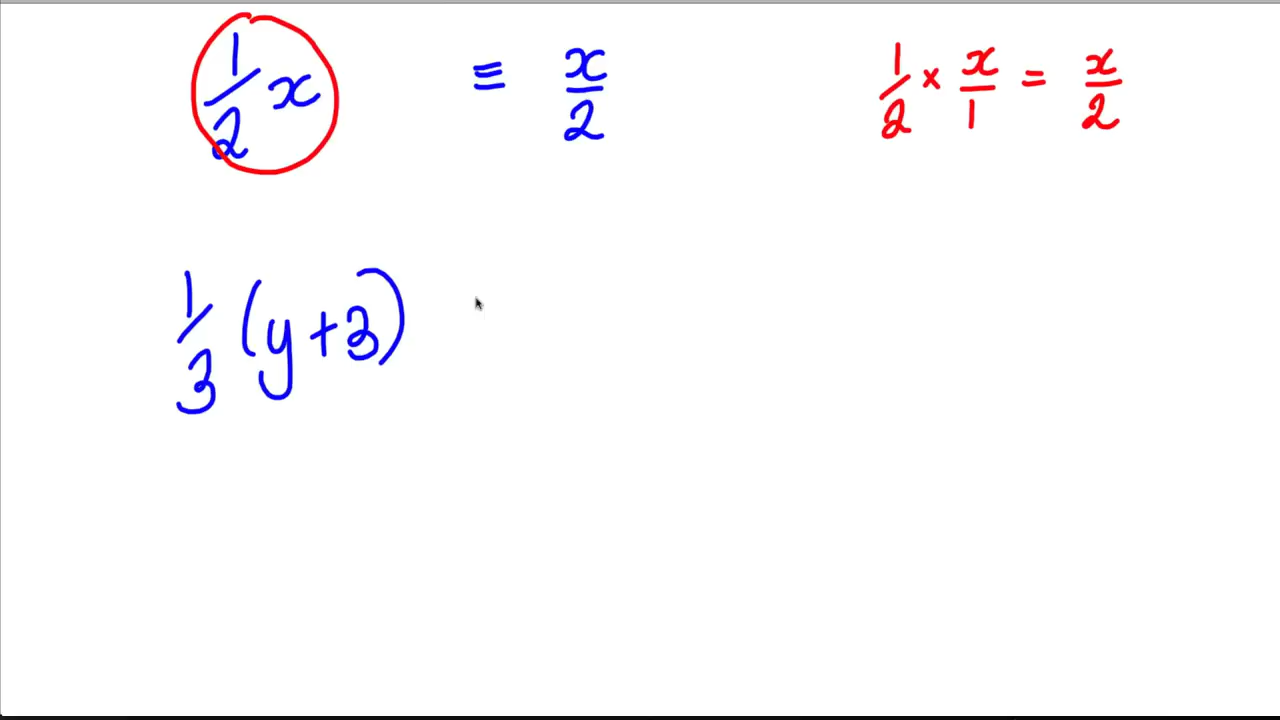 1/2 x ≡ x/2 1/2 × x/1 = x/2
1/3 (y+3)